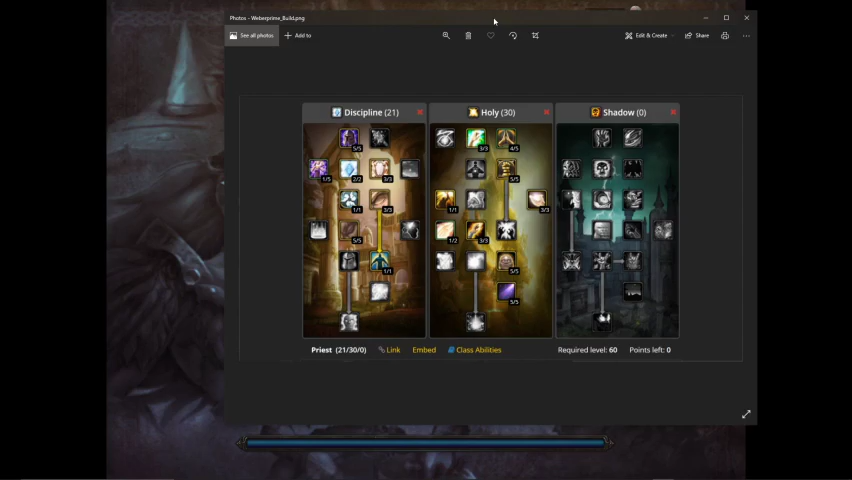 Photos - Weberprime_Build.png
See all photos
Add to
Edit & Create
Share
Discipline (21)
Holy (30)
Shadow (0)
5/5
3/3
4/5
1/5
2/2
3/3
5/5
1/1
3/3
1/1
3/3
5/5
1/2
3/3
1/1
5/5
5/5
Priest (21/30/0)
Link
Embed
Class Abilities
Required level: 60
Points left: 0